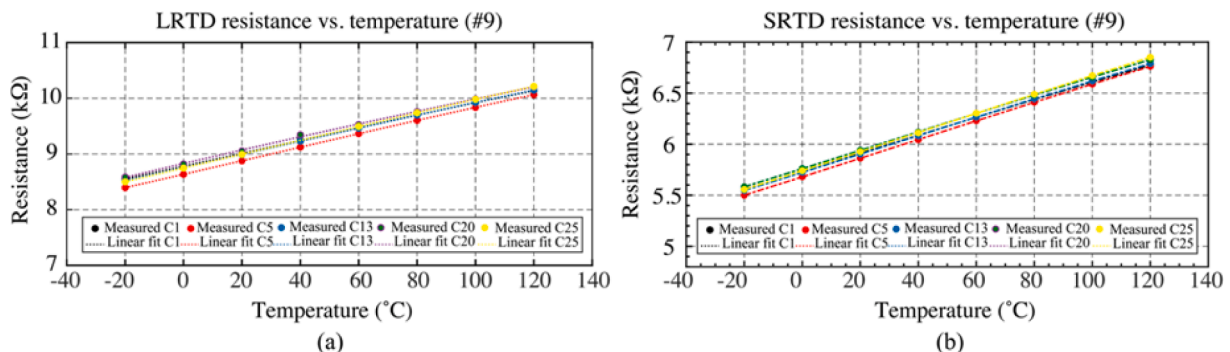 LRTD resistance vs. temperature (#9)
11
10
9
8
7
Resistance (kΩ)
Measured C1 Measured C5 Measured C13 Measured C20 Measured C25
Linear fit C1 Linear fit C5 Linear fit C13 Linear fit C20 Linear fit C25
-40 -20 0 20 40 60 80 100 120 140
Temperature (˚C)
(a)
SRTD resistance vs. temperature (#9)
7
6.5
6
5.5
5
Resistance (kΩ)
Measured C1 Measured C5 Measured C13 Measured C20 Measured C25
Linear fit C1 Linear fit C5 Linear fit C13 Linear fit C20 Linear fit C25
-40 -20 0 20 40 60 80 100 120 140
Temperature (˚C)
(b)